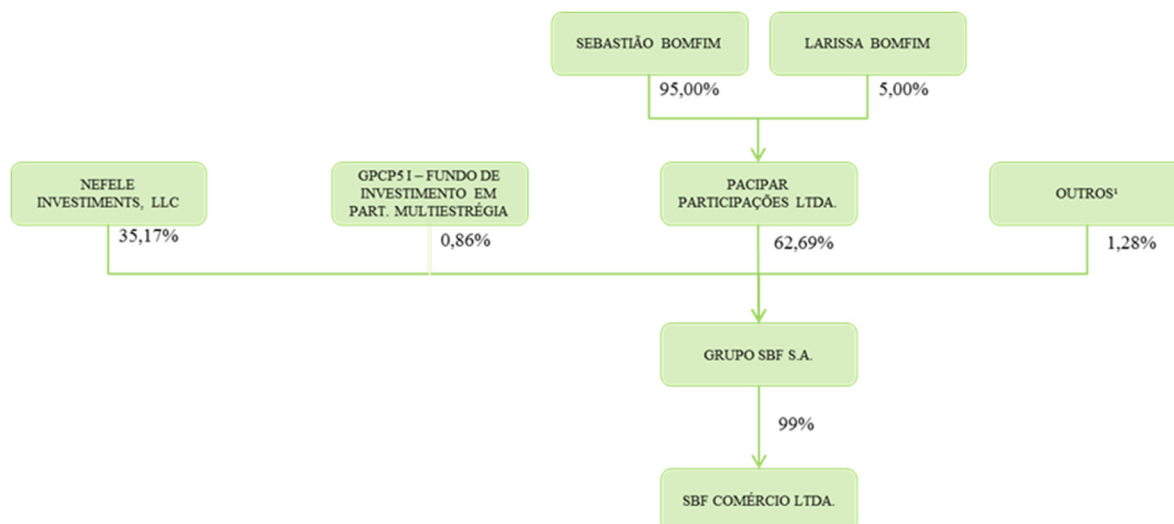 SEBASTIÃO BOMFIM
LARISSA BOMFIM
95,00%
5,00%
NEFELE
INVESTIMENTS, LLC
GPCP5 I – FUNDO DE
INVESTIMENTO EM
PART. MULTIESTRÉGIA
PACIPAR
PARTICIPAÇÕES LTDA.
OUTROS¹
35,17%
0,86%
62,69%
1,28%
GRUPO SBF S.A.
99%
SBF COMÉRCIO LTDA.